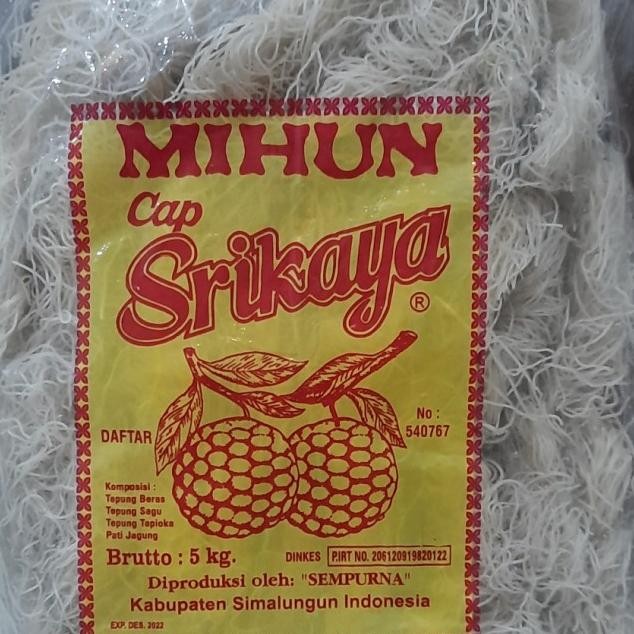 MIHUN
Cap
Srikaya
®
DAFTAR
No :
540767
Komposisi :
Tepung Beras
Tepung Sagu
Tepung Tapioka
Pati Jagung
Brutto : 5 kg.
DINKES P.IRT NO. 206120919820122
Diproduksi oleh: "SEMPURNA"
Kabupaten Simalungun Indonesia
EXP. DES. 2022